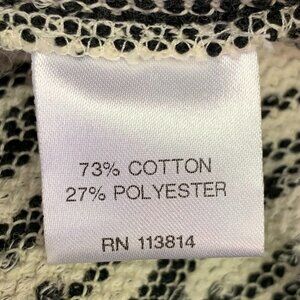 73% COTTON
27% POLYESTER
RN 113814